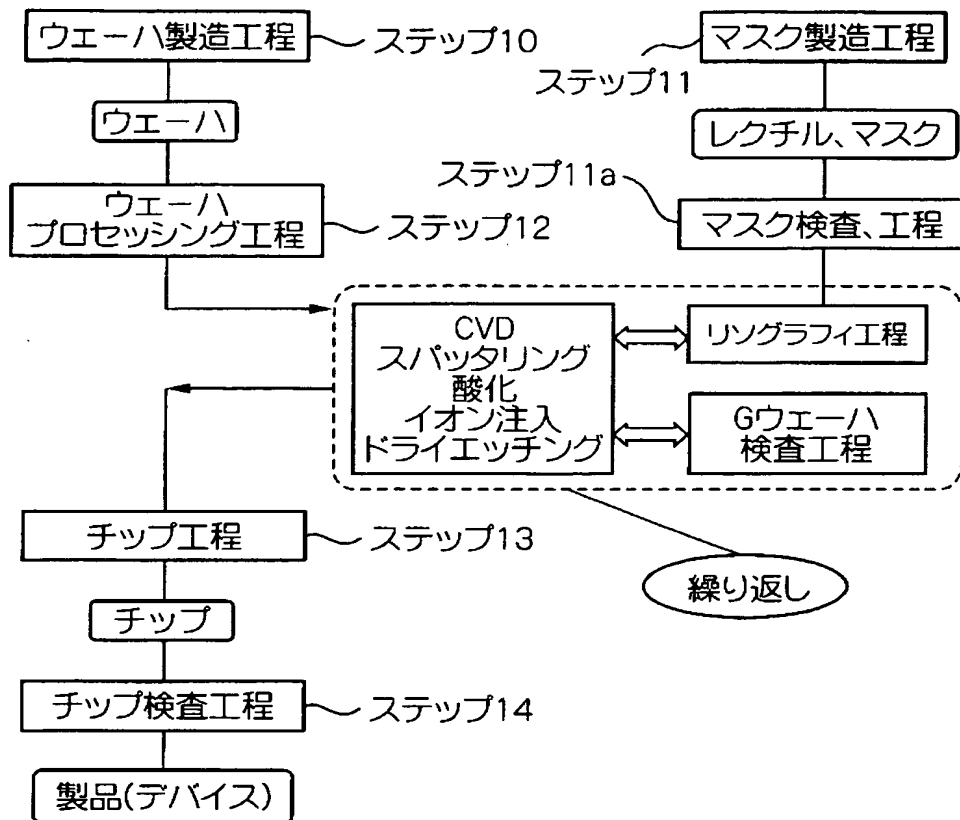 ウェーハ製造工程
ステップ10
マスク製造工程
ステップ11
ウェーハ
レクチル、マスク
ステップ11a
ウェーハ
プロセッシング工程
ステップ12
マスク検査、工程
CVD
スパッタリング
酸化
イオン注入
ドライエッチング
リソグラフィ工程
Gウェーハ
検査工程
チップ工程
ステップ13
繰り返し
チップ
チップ検査工程
ステップ14
製品(デバイス)